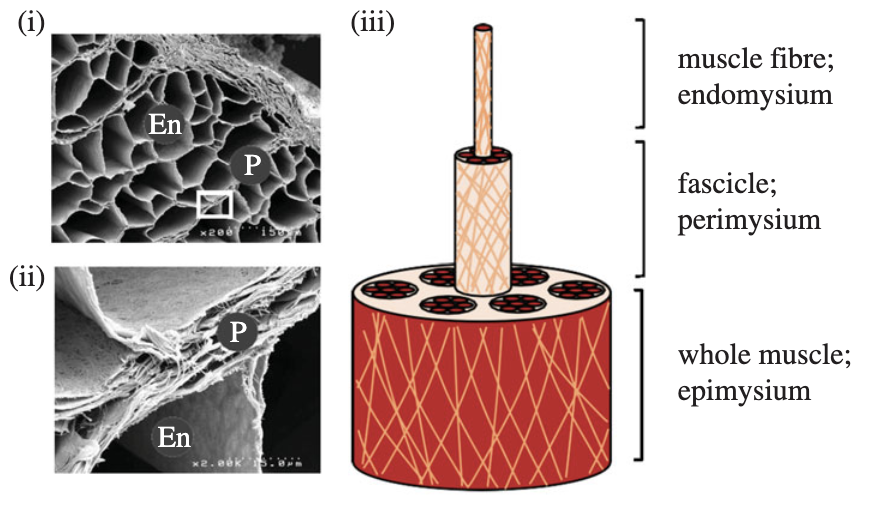 (i)
En
P
x200 150µm
(ii)
P
En
x2.00K 15.0µm
(iii)
muscle fibre;
endomysium
fascicle;
perimysium
whole muscle;
epimysium